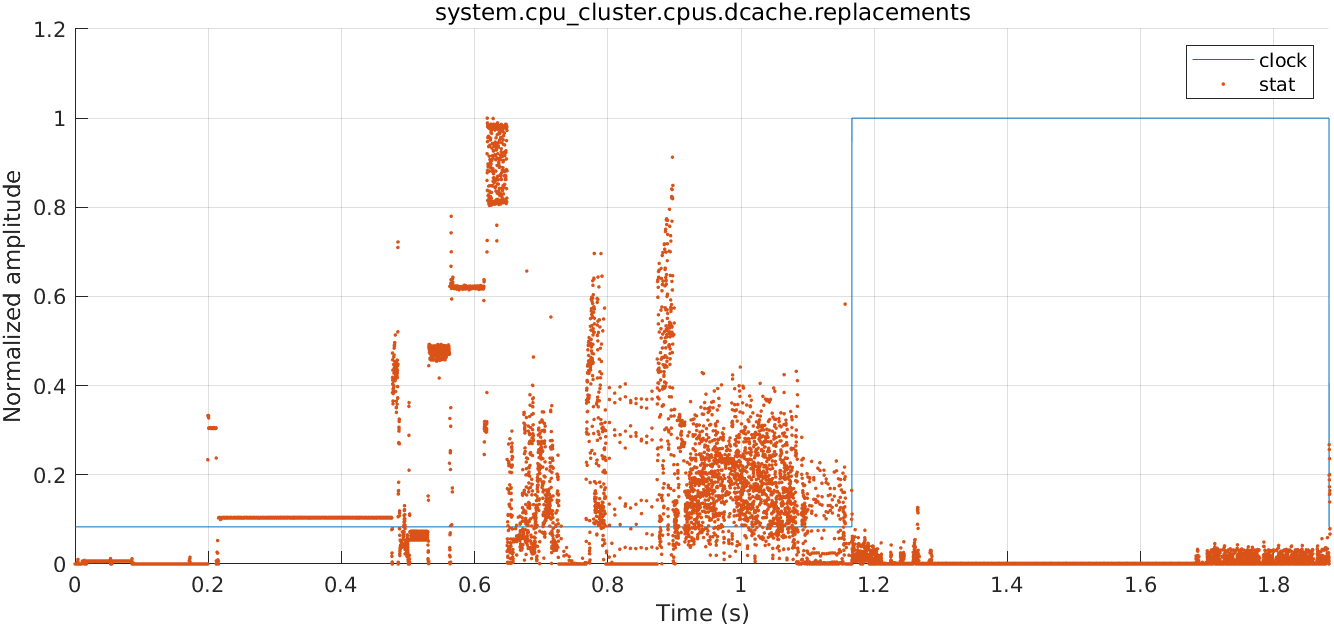 system.cpu_cluster.cpus.dcache.replacements
1.2
1
0.8
0.6
0.4
0.2
0
Normalized amplitude
clock
stat
0 0.2 0.4 0.6 0.8 1 1.2 1.4 1.6 1.8
Time (s)